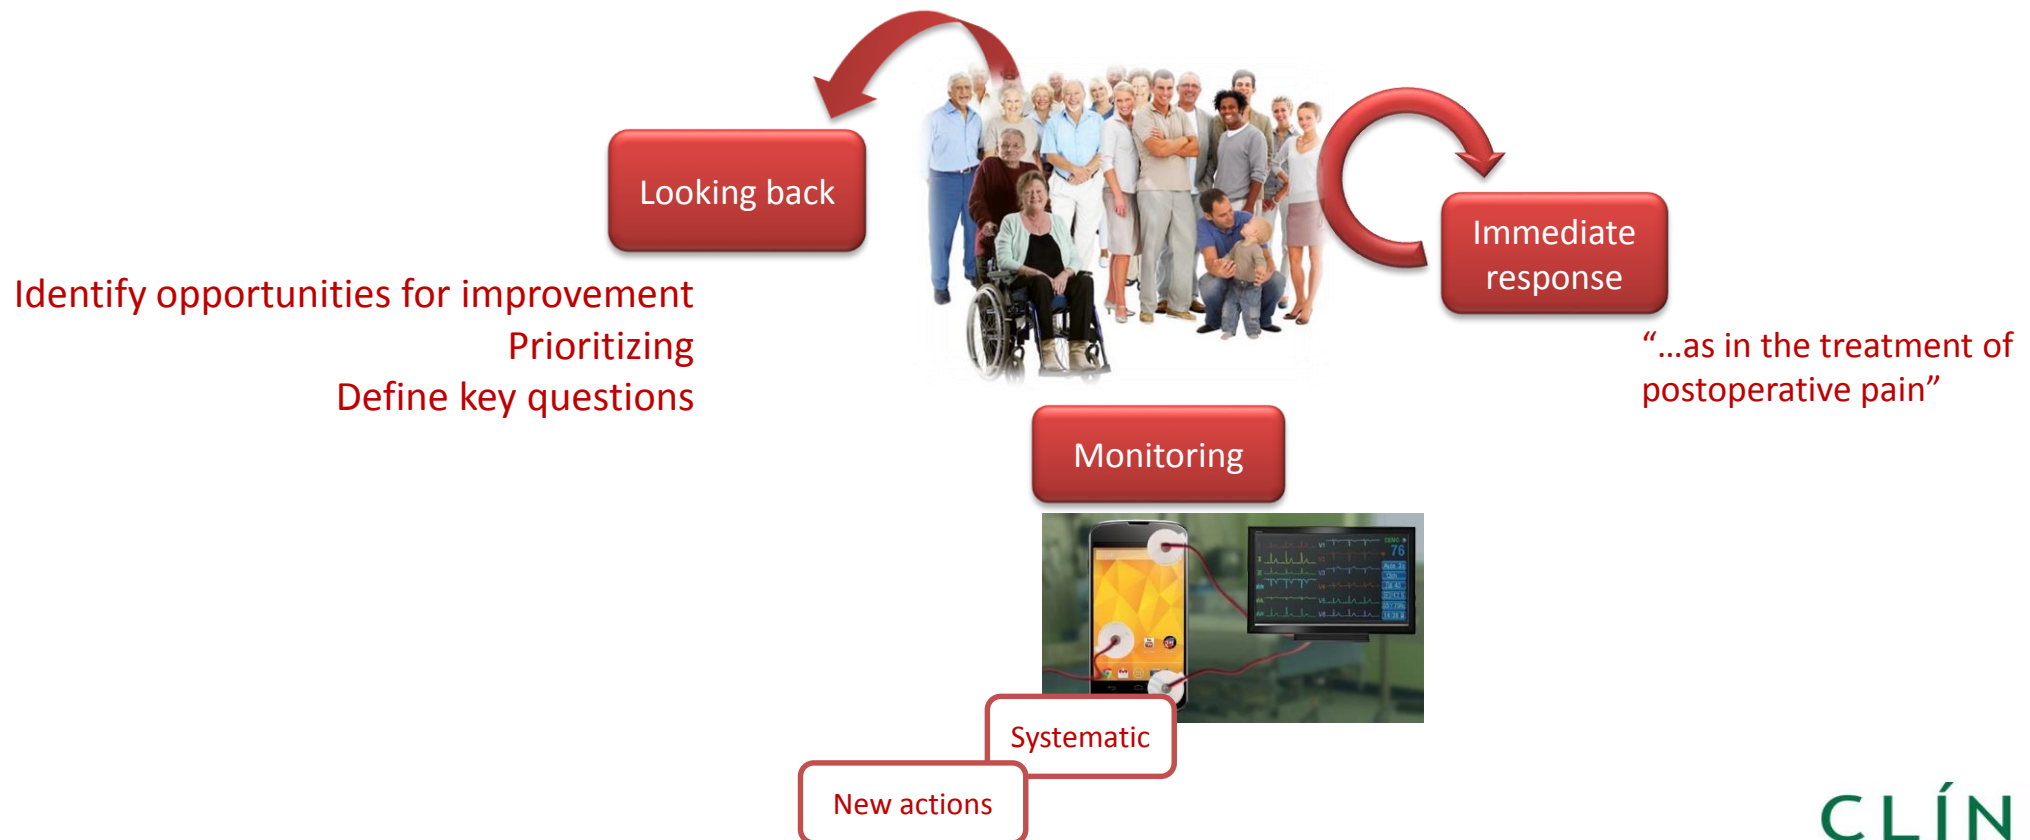 Looking back
Identify opportunities for improvement
Prioritizing
Define key questions
Immediate
response
“…as in the treatment of
postoperative pain”
Monitoring
76
Systematic
New actions
CLÍN